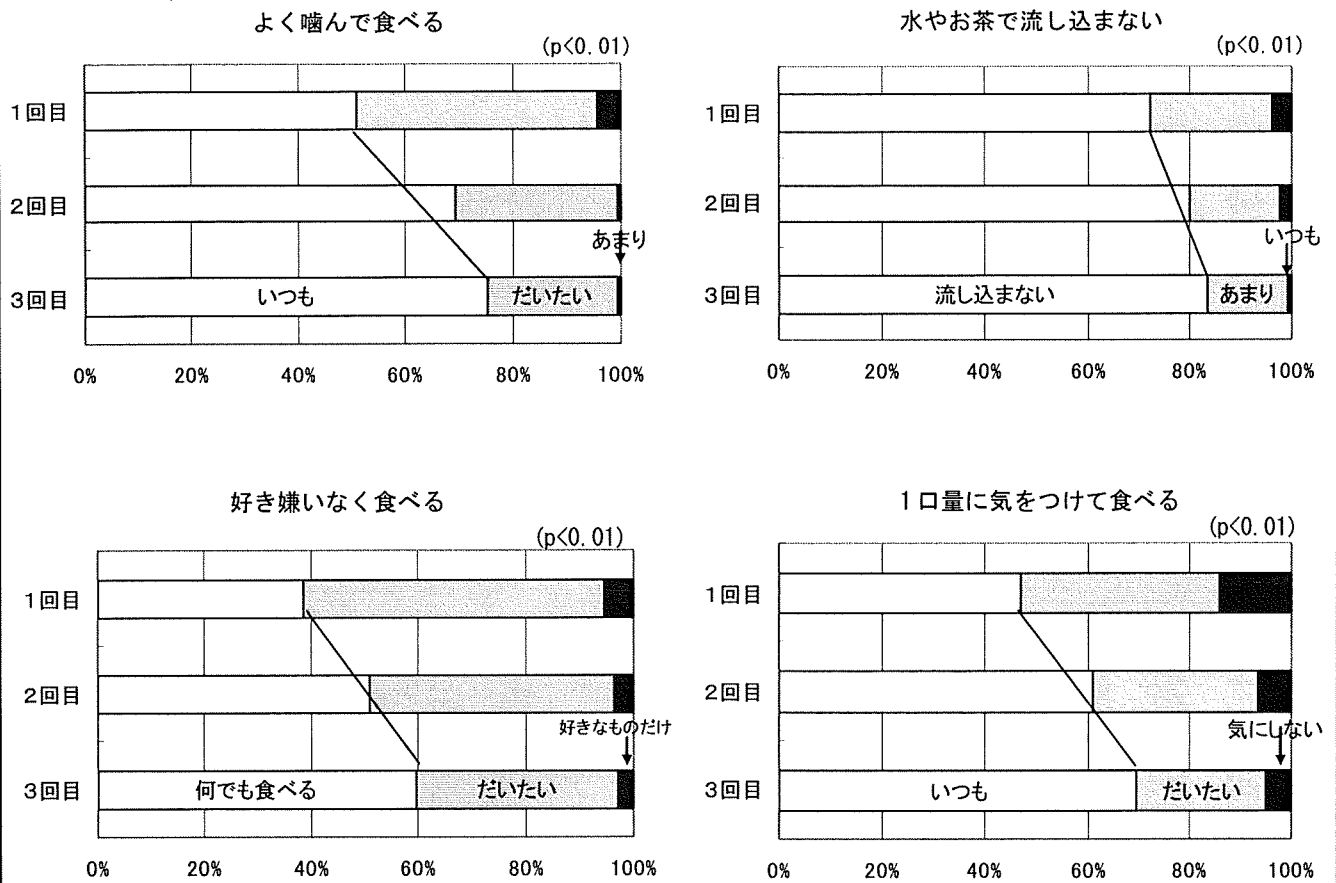 よく噛んで食べる
(p<0.01)
1回目
2回目
あまり
3回目
いつも
だいたい
0% 20% 40% 60% 80% 100%
水やお茶で流し込まない
(p<0.01)
1回目
2回目
いつも
3回目
流し込まない
あまり
0% 20% 40% 60% 80% 100%
好き嫌いなく食べる
(p<0.01)
1回目
2回目
好きなものだけ
3回目
何でも食べる
だいたい
0% 20% 40% 60% 80% 100%
1口量に気をつけて食べる
(p<0.01)
1回目
2回目
気にしない
3回目
いつも
だいたい
0% 20% 40% 60% 80% 100%